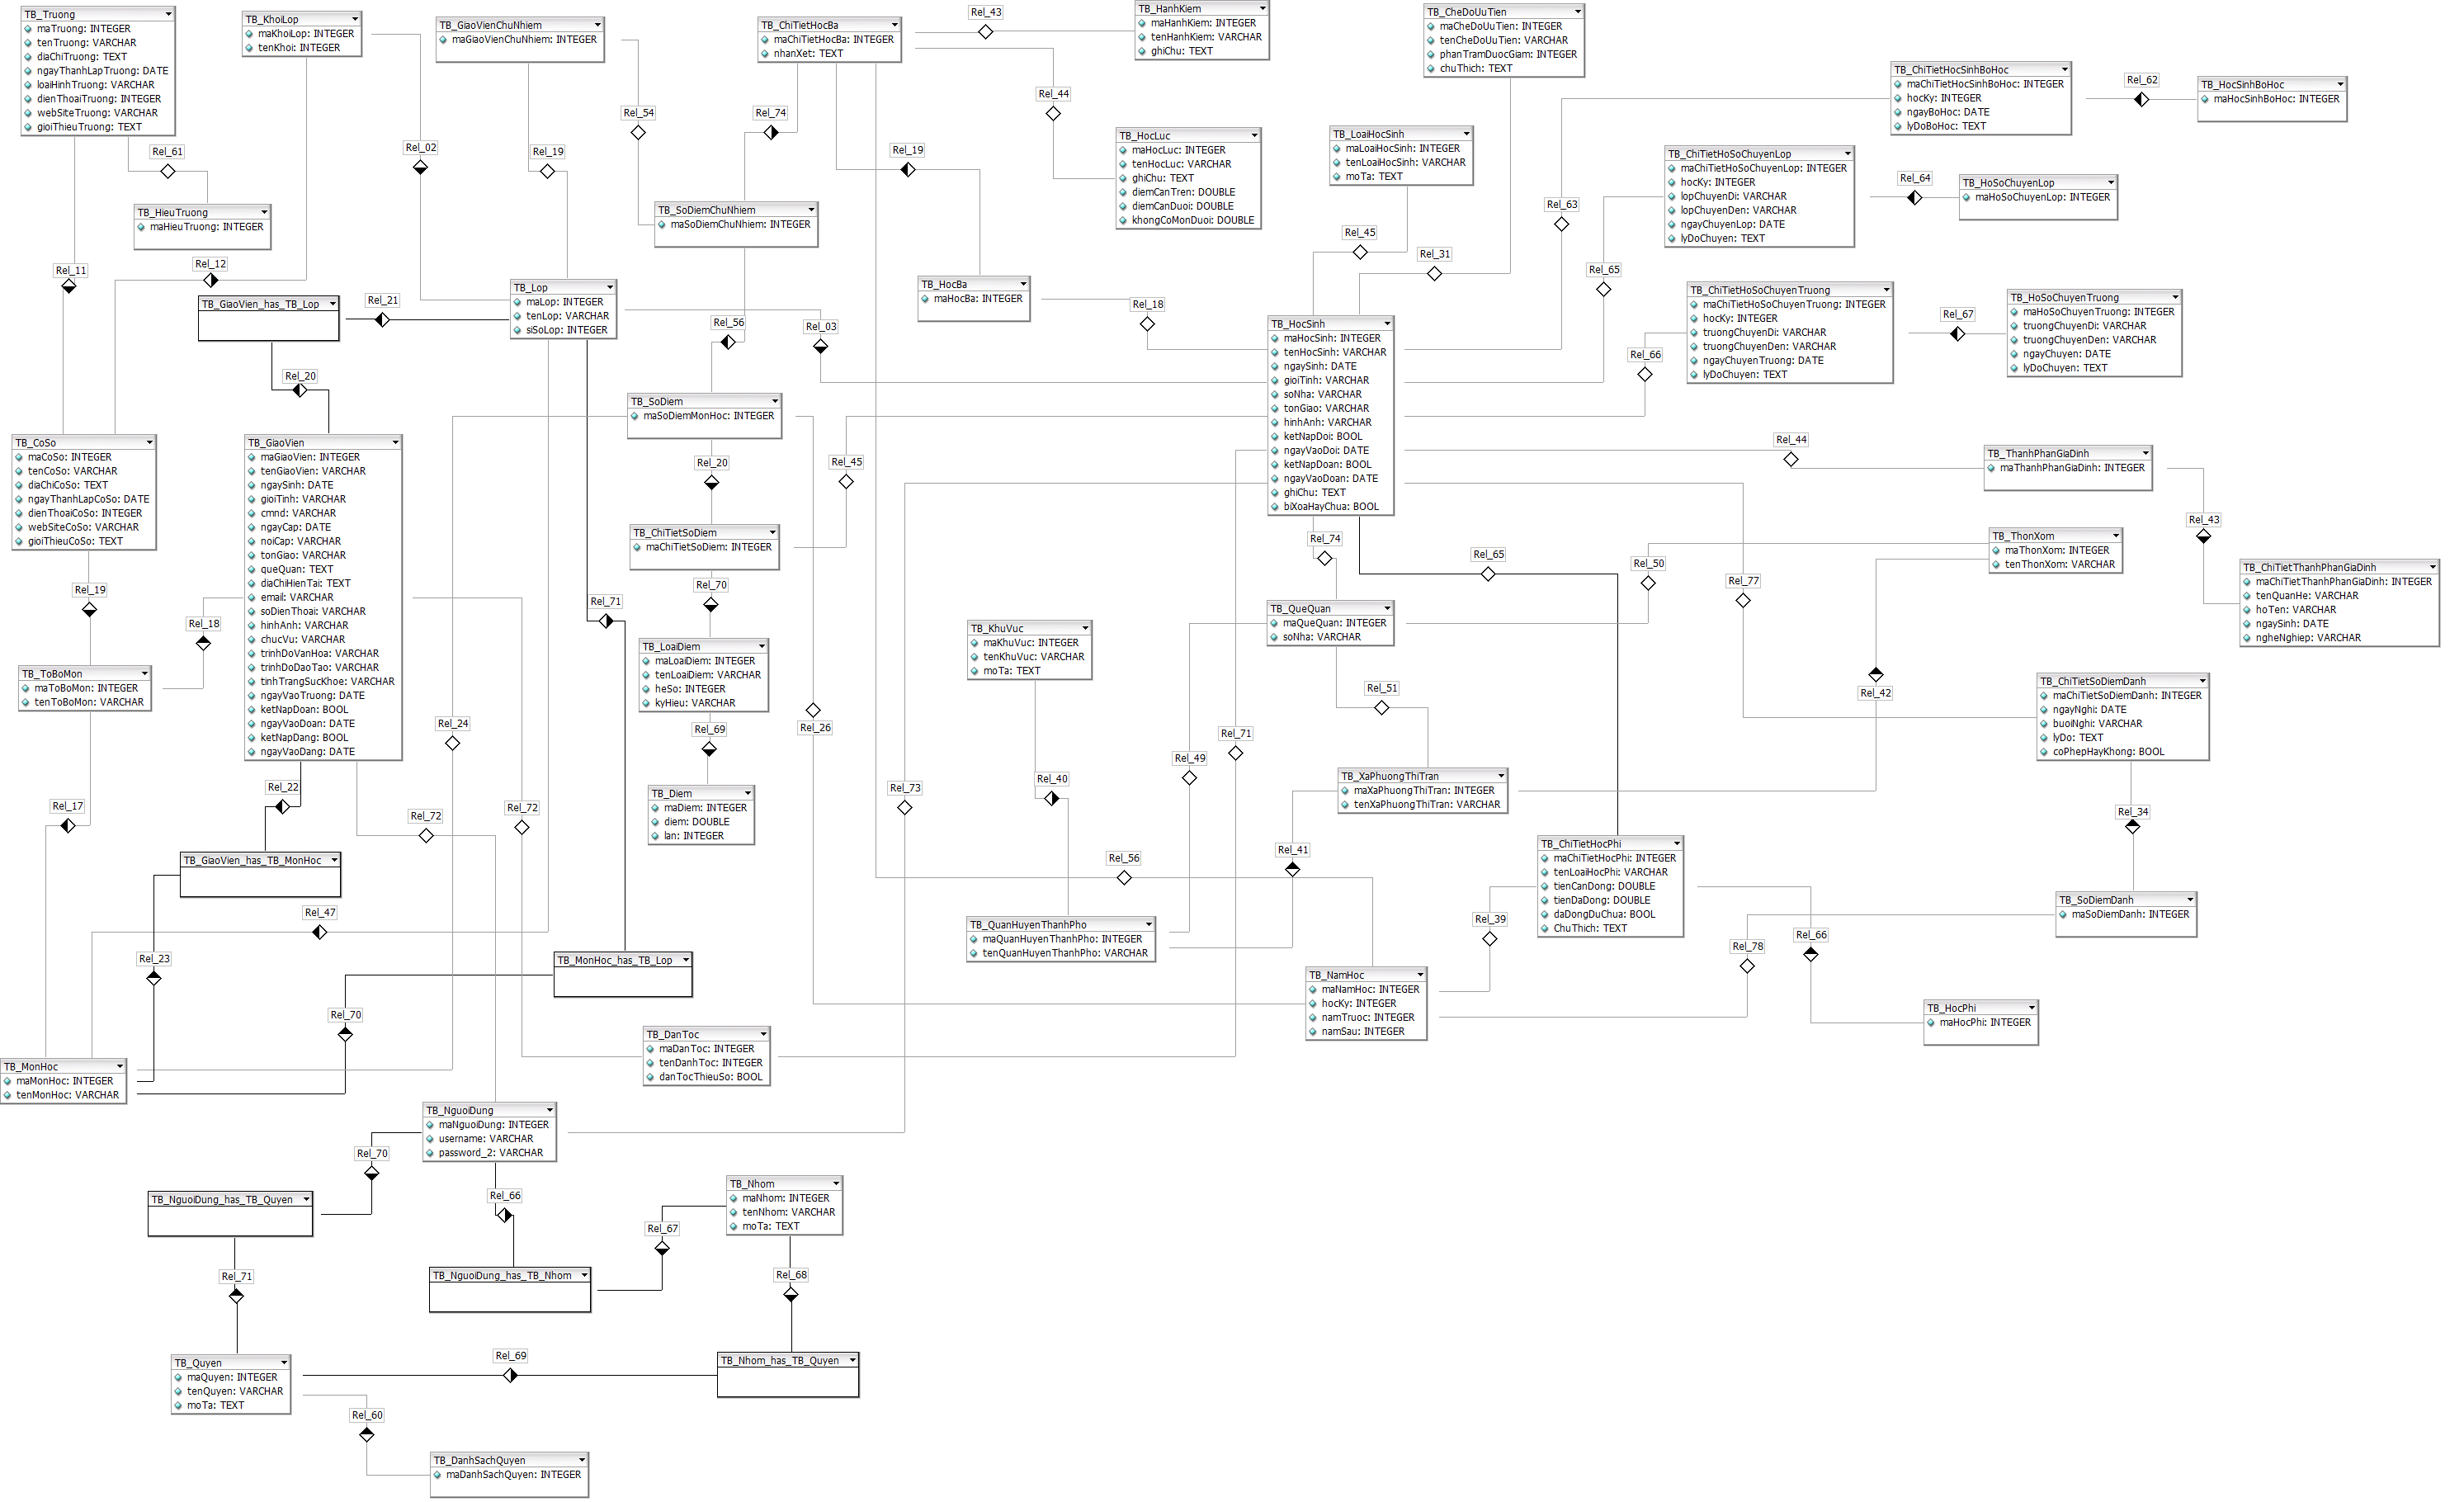 TB_Truong
maTruong: INTEGER
tenTruong: VARCHAR
diaChiTruong: TEXT
ngayThanhLapTruong: DATE
loaiHinhTruong: VARCHAR
dienThoaiTruong: INTEGER
webSiteTruong: VARCHAR
gioiThieuTruong: TEXT
TB_KhoiLop
maKhoiLop: INTEGER
tenKhoi: INTEGER
TB_GiaoVienChuNhiem
maGiaoVienChuNhiem: INTEGER
TB_ChiTietHocBa
maChiTietHocBa: INTEGER
nhanXet: TEXT
Rel_43
TB_HanhKiem
maHanhKiem: INTEGER
tenHanhKiem: VARCHAR
ghiChu: TEXT
TB_CheDoUuTien
maCheDoUuTien: INTEGER
tenCheDoUuTien: VARCHAR
phanTramDuocGiam: INTEGER
chuThich: TEXT
TB_ChiTietHocSinhBoHoc
maChiTietHocSinhBoHoc: INTEGER
hocKy: INTEGER
ngayBoHoc: DATE
lyDoBoHoc: TEXT
Rel_62
TB_HocSinhBoHoc
maHocSinhBoHoc: INTEGER
Rel_61
Rel_02
Rel_54
Rel_19
Rel_74
Rel_44
Rel_19
TB_HocLuc
maHocLuc: INTEGER
tenHocLuc: VARCHAR
ghiChu: TEXT
diemCanTren: DOUBLE
diemCanDuoi: DOUBLE
khongCoMonDuoi: DOUBLE
TB_LoaiHocSinh
maLoaiHocSinh: INTEGER
tenLoaiHocSinh: VARCHAR
moTa: TEXT
TB_ChiTietHoSoChuyenLop
maChiTietHoSoChuyenLop: INTEGER
hocKy: INTEGER
lopChuyenDi: VARCHAR
lopChuyenDen: VARCHAR
ngayChuyenLop: DATE
lyDoChuyen: TEXT
Rel_64
TB_HoSoChuyenLop
maHoSoChuyenLop: INTEGER
TB_HieuTruong
maHieuTruong: INTEGER
TB_SoDiemChuNhiem
maSoDiemChuNhiem: INTEGER
Rel_63
Rel_45
Rel_31
Rel_65
Rel_11
Rel_12
TB_GiaoVien_has_TB_Lop
Rel_21
TB_Lop
maLop: INTEGER
tenLop: VARCHAR
siSoLop: INTEGER
TB_HocBa
maHocBa: INTEGER
Rel_18
Rel_56
Rel_03
TB_HocSinh
maHocSinh: INTEGER
tenHocSinh: VARCHAR
ngaySinh: DATE
gioiTinh: VARCHAR
soNha: VARCHAR
tonGiao: VARCHAR
hinhAnh: VARCHAR
ketNapDoi: BOOL
ngayVaoDoi: DATE
ketNapDoan: BOOL
ngayVaoDoan: DATE
ghiChu: TEXT
biXoaHayChua: BOOL
TB_ChiTietHoSoChuyenTruong
maChiTietHoSoChuyenTruong: INTEGER
hocKy: INTEGER
truongChuyenDi: VARCHAR
truongChuyenDen: VARCHAR
ngayChuyenTruong: DATE
lyDoChuyen: TEXT
Rel_67
TB_HoSoChuyenTruong
maHoSoChuyenTruong: INTEGER
truongChuyenDi: VARCHAR
truongChuyenDen: VARCHAR
ngayChuyen: DATE
lyDoChuyen: TEXT
Rel_66
Rel_20
TB_SoDiem
maSoDiemMonHoc: INTEGER
TB_CoSo
maCoSo: INTEGER
tenCoSo: VARCHAR
diaChiCoSo: TEXT
ngayThanhLapCoSo: DATE
dienThoaiCoSo: INTEGER
webSiteCoSo: VARCHAR
gioiThieuCoSo: TEXT
TB_GiaoVien
maGiaoVien: INTEGER
tenGiaoVien: VARCHAR
ngaySinh: DATE
gioiTinh: VARCHAR
cmnd: VARCHAR
ngayCap: DATE
noiCap: VARCHAR
tonGiao: VARCHAR
queQuan: TEXT
diaChiHienTai: TEXT
email: VARCHAR
soDienThoai: VARCHAR
hinhAnh: VARCHAR
chucVu: VARCHAR
trinhDoVanHoa: VARCHAR
trinhDoDaoTao: VARCHAR
tinhTrangSucKhoe: VARCHAR
ngayVaoTruong: DATE
ketNapDoan: BOOL
ngayVaoDoan: DATE
ketNapDang: BOOL
ngayVaoDang: DATE
Rel_20
Rel_45
Rel_44
TB_ThanhPhanGiaDinh
maThanhPhanGiaDinh: INTEGER
TB_ChiTietSoDiem
maChiTietSoDiem: INTEGER
Rel_74
Rel_65
Rel_50
Rel_77
Rel_43
TB_ThonXom
maThonXom: INTEGER
tenThonXom: VARCHAR
TB_ChiTietThanhPhanGiaDinh
maChiTietThanhPhanGiaDinh: INTEGER
tenQuanHe: VARCHAR
hoTen: VARCHAR
ngaySinh: DATE
ngheNghiep: VARCHAR
Rel_19
Rel_18
Rel_70
Rel_71
TB_KhuVuc
maKhuVuc: INTEGER
tenKhuVuc: VARCHAR
moTa: TEXT
TB_QueQuan
maQueQuan: INTEGER
soNha: VARCHAR
TB_LoaiDiem
maLoaiDiem: INTEGER
tenLoaiDiem: VARCHAR
heSo: INTEGER
kyHieu: VARCHAR
TB_ToBoMon
maToBoMon: INTEGER
tenToBoMon: VARCHAR
Rel_51
Rel_42
TB_ChiTietSoDiemDanh
maChiTietSoDiemDanh: INTEGER
ngayNghi: DATE
buoiNghi: VARCHAR
lyDo: TEXT
coPhepHayKhong: BOOL
Rel_24
Rel_69
Rel_26
Rel_71
Rel_49
Rel_40
Rel_73
TB_XaPhuongThiTran
maXaPhuongThiTran: INTEGER
tenXaPhuongThiTran: VARCHAR
TB_Diem
maDiem: INTEGER
diem: DOUBLE
lan: INTEGER
Rel_22
Rel_17
Rel_72
Rel_72
Rel_34
TB_ChiTietHocPhi
maChiTietHocPhi: INTEGER
tenLoaiHocPhi: VARCHAR
tienCanDong: DOUBLE
tienDaDong: DOUBLE
daDongDuChua: BOOL
ChuThich: TEXT
TB_GiaoVien_has_TB_MonHoc
Rel_56
Rel_41
TB_SoDiemDanh
maSoDiemDanh: INTEGER
Rel_47
TB_QuanHuyenThanhPho
maQuanHuyenThanhPho: INTEGER
tenQuanHuyenThanhPho: VARCHAR
Rel_39
Rel_78
Rel_66
Rel_23
TB_MonHoc_has_TB_Lop
TB_NamHoc
maNamHoc: INTEGER
hocKy: INTEGER
namTruoc: INTEGER
namSau: INTEGER
TB_HocPhi
maHocPhi: INTEGER
Rel_70
TB_DanToc
maDanToc: INTEGER
tenDanhToc: INTEGER
danTocThieuSo: BOOL
TB_MonHoc
maMonHoc: INTEGER
tenMonHoc: VARCHAR
TB_NguoiDung
maNguoiDung: INTEGER
username: VARCHAR
password_2: VARCHAR
Rel_70
TB_NguoiDung_has_TB_Quyen
Rel_66
TB_Nhom
maNhom: INTEGER
tenNhom: VARCHAR
moTa: TEXT
Rel_67
Rel_71
TB_NguoiDung_has_TB_Nhom
Rel_68
TB_Quyen
maQuyen: INTEGER
tenQuyen: VARCHAR
moTa: TEXT
Rel_69
TB_Nhom_has_TB_Quyen
Rel_60
TB_DanhSachQuyen
maDanhSachQuyen: INTEGER